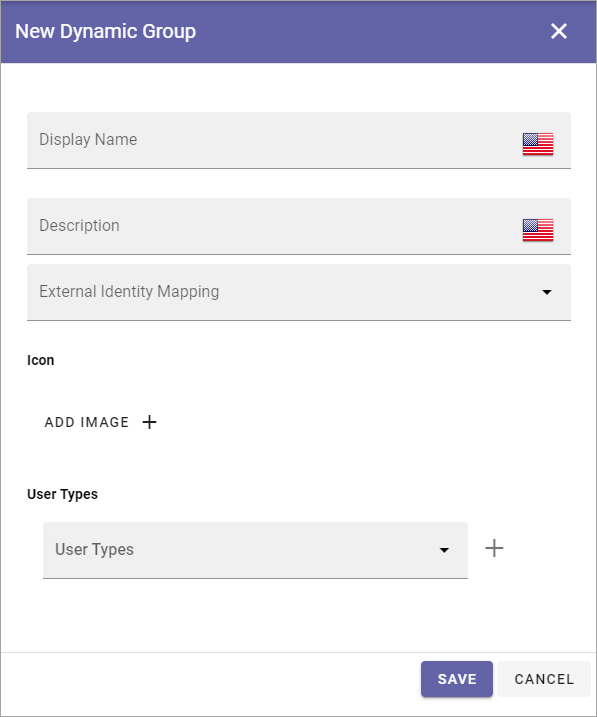 New Dynamic Group
Display Name
Description
External Identity Mapping
Icon
ADD IMAGE
User Types
User Types
SAVE CANCEL